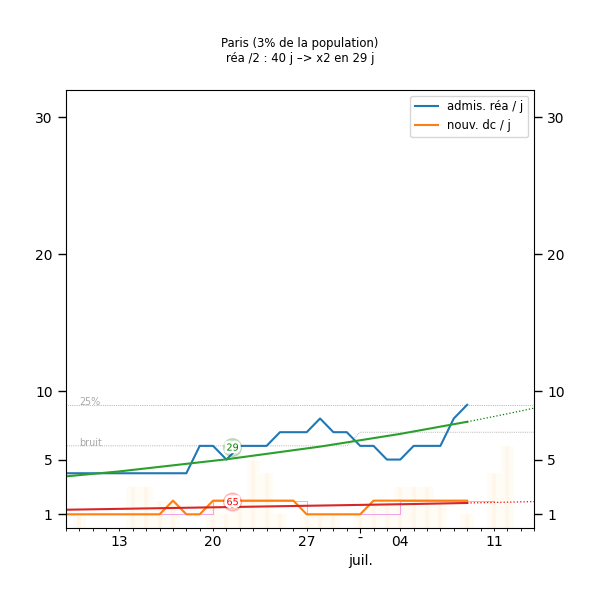 Paris (3% de la population)
réa /2 : 40 j –> x2 en 29 j
admis. réa / j
nouv. dc / j
30 30
20 20
10 10
25%
bruit
29
5 5
65
1 1
13 20 27 - 04 11
juil.